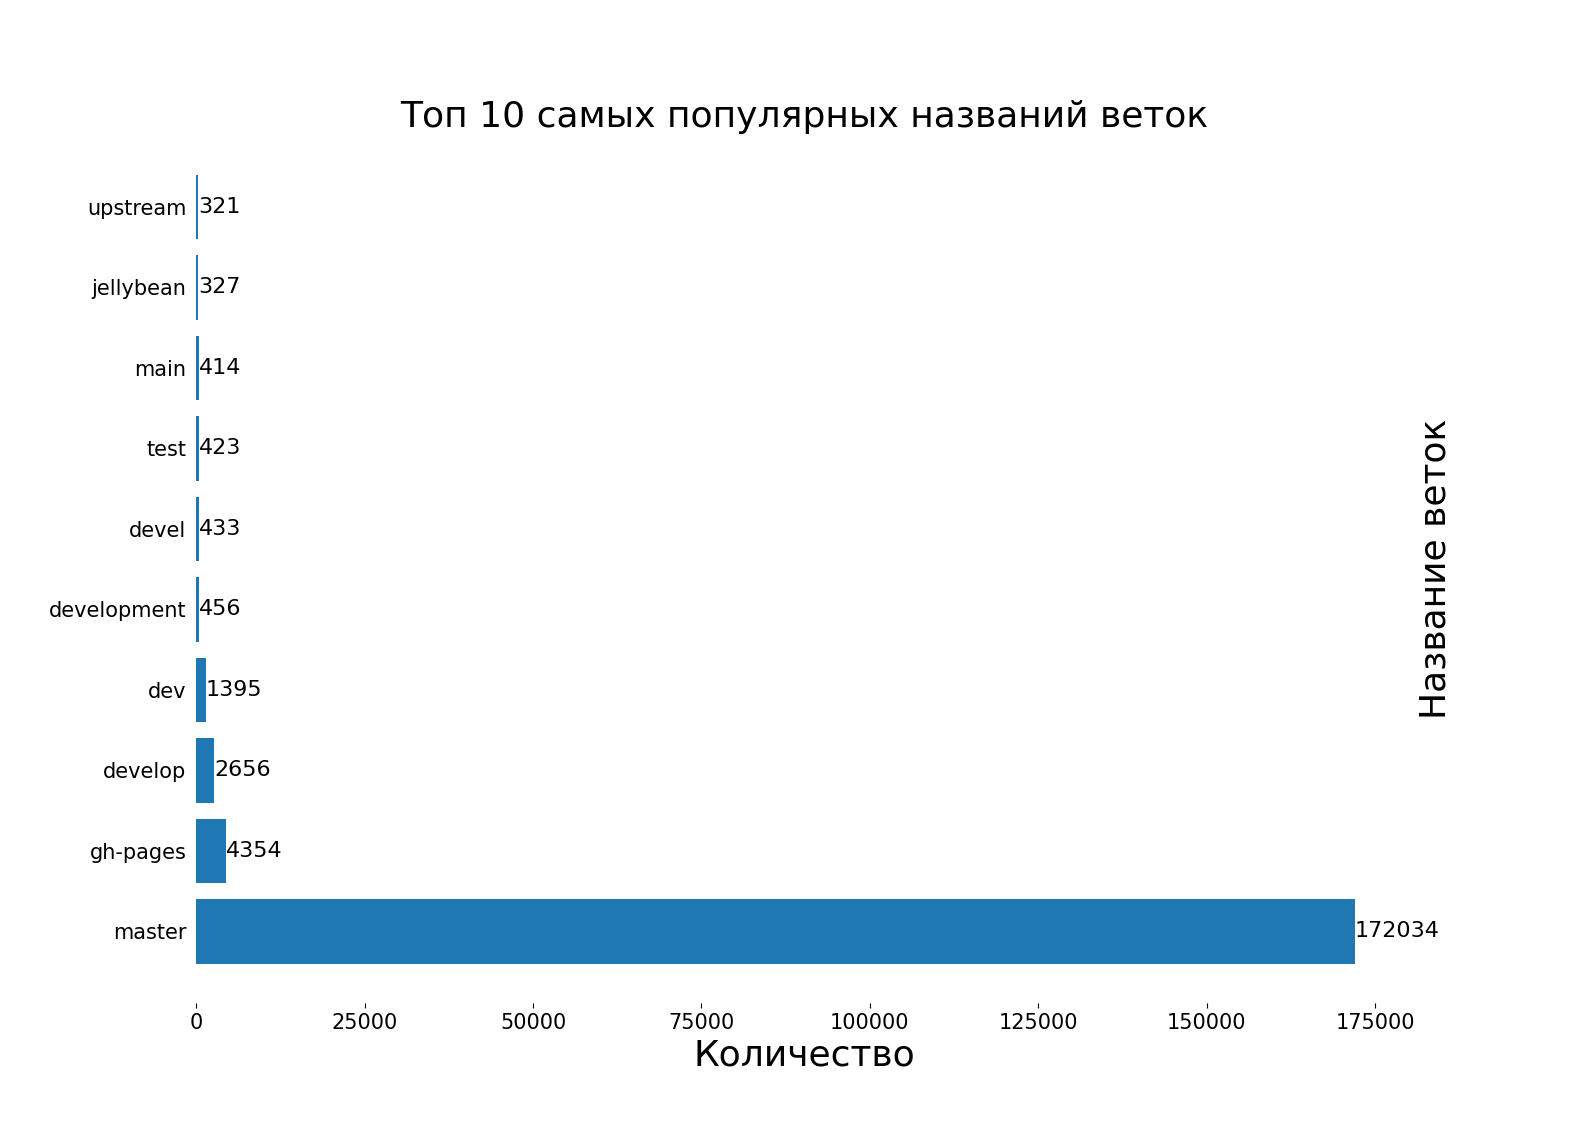 Топ 10 самых популярных названий веток
upstream 321
jellybean 327
main 414
test 423
devel 433
development 456
dev 1395
develop 2656
gh-pages 4354
master 172034
0 25000 50000 75000 100000 125000 150000 175000
Количество
Название веток